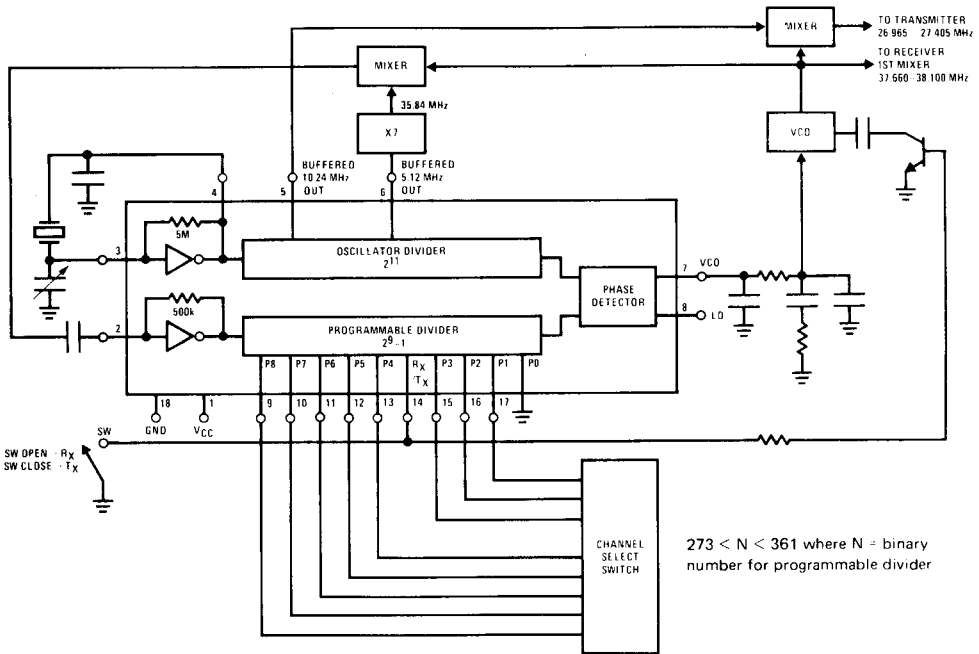 MIXER
TO TRANSMITTER
26 965 27 405 MHz
MIXER
TO RECEIVER
1ST MIXER
37.660–38.100 MHz
35.84 MHz
X7
VCO
BUFFERED
10.24 MHz
OUT
5
BUFFERED
5.12 MHz
OUT
6
4
5M
3
OSCILLATOR DIVIDER
2^11
PHASE
DETECTOR
7
VCO
8
LD
500k
2
PROGRAMMABLE DIVIDER
2^9-1
P8 P7 P6 P5 P4 RX P3 P2 P1 P0
/TX
18 1 9 10 11 12 13 14 15 16 17
GND VCC
SW
SW OPEN - RX
SW CLOSE - TX
CHANNEL
SELECT
SWITCH
273 < N < 361 where N = binary
number for programmable divider